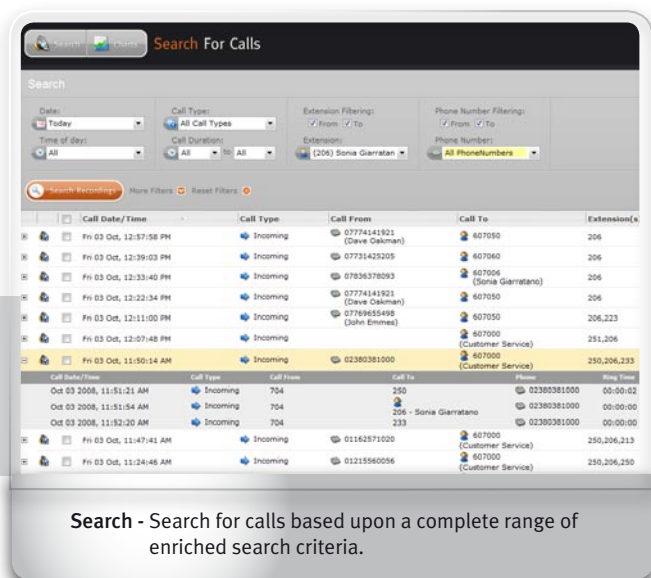 Search Charts Search For Calls
Search
Date: Call Type: Extension Filtering: Phone Number Filtering:
Today All Call Types From To From To
Time of day: Call Duration: Extension: Phone Number:
All All to All (206) Sonia Giarratan All PhoneNumbers
Search Recordings More Filters Reset Filters
Call Date/Time Call Type Call From Call To Extension(s
Fri 03 Oct, 12:57:58 PM Incoming 07774141921 607050 206
(Dave Oakman)
Fri 03 Oct, 12:39:03 PM Incoming 07731425205 607060 206
Fri 03 Oct, 12:33:40 PM Incoming 07836378093 607006 206
(Sonia Giarratano)
Fri 03 Oct, 12:22:34 PM Incoming 07774141921 607050 206
(Dave Oakman)
Fri 03 Oct, 12:11:00 PM Incoming 07769655498 607050 206,223
(John Emmes)
Fri 03 Oct, 12:07:48 PM Incoming 607000 251,206
(Customer Service)
Fri 03 Oct, 11:50:14 AM Incoming 02380381000 607000 250,206,233
(Customer Service)
Call Date/Time Call Type Call From Call To Phone Ring Time
Oct 03 2008, 11:51:21 AM Incoming 704 250 02380381000 00:00:02
Oct 03 2008, 11:51:54 AM Incoming 704 206 - Sonia Giarratano 02380381000 00:00:00
Oct 03 2008, 11:52:20 AM Incoming 704 233 02380381000 00:00:00
Fri 03 Oct, 11:47:41 AM Incoming 01162571020 607000 250,206,213
(Customer Service)
Fri 03 Oct, 11:24:46 AM Incoming 01215560056 607000 250,206,250
(Customer Service)
Search - Search for calls based upon a complete range of
enriched search criteria.